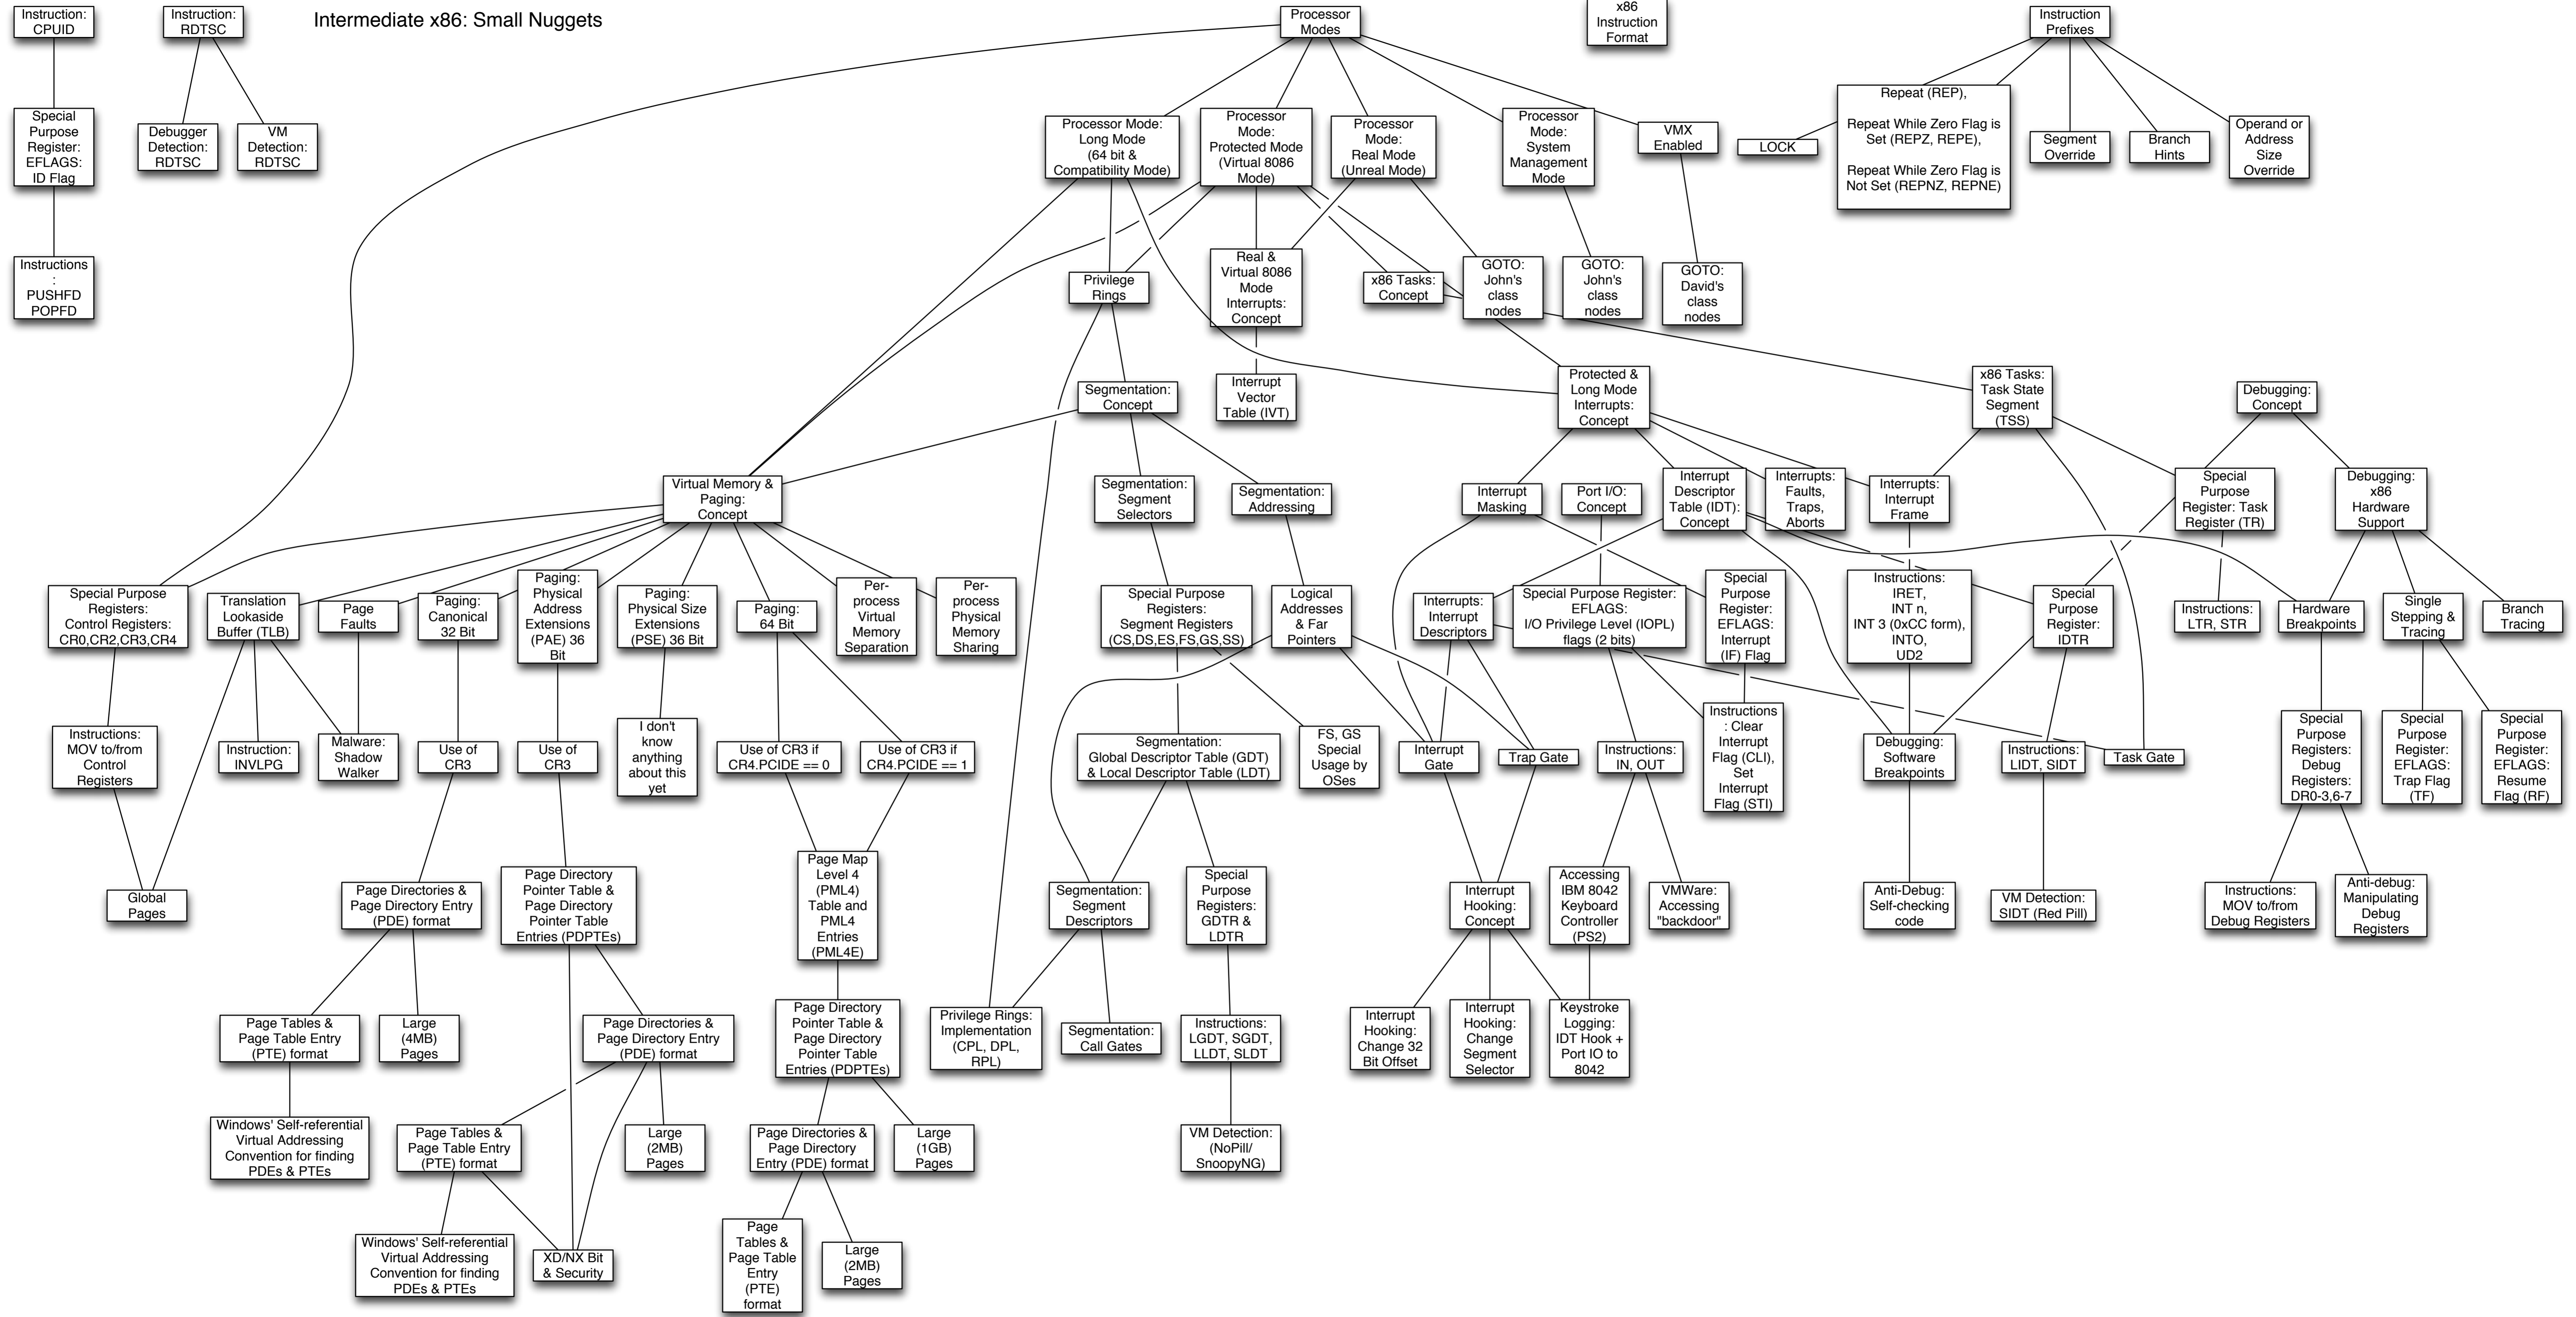 Instruction:
CPUID
Instruction:
RDTSC
Intermediate x86: Small Nuggets
Processor
Modes
x86
Instruction
Format
Instruction
Prefixes
Special
Purpose
Register:
EFLAGS:
ID Flag
Debugger
Detection:
RDTSC
VM
Detection:
RDTSC
Processor Mode:
Long Mode
(64 bit &
Compatibility Mode)
Processor
Mode:
Protected Mode
(Virtual 8086
Mode)
Processor
Mode:
Real Mode
(Unreal Mode)
Processor
Mode:
System
Management
Mode
VMX
Enabled
LOCK
Repeat (REP),
Repeat While Zero Flag is
Set (REPZ, REPE),
Repeat While Zero Flag is
Not Set (REPNZ, REPNE)
Segment
Override
Branch
Hints
Operand or
Address
Size
Override
Instructions
:
PUSHFD
POPFD
Privilege
Rings
Real &
Virtual 8086
Mode
Interrupts:
Concept
x86 Tasks:
Concept
GOTO:
John's
class
nodes
GOTO:
John's
class
nodes
GOTO:
David's
class
nodes
Segmentation:
Concept
Interrupt
Vector
Table (IVT)
Protected &
Long Mode
Interrupts:
Concept
x86 Tasks:
Task State
Segment
(TSS)
Debugging:
Concept
Virtual Memory &
Paging:
Concept
Segmentation:
Segment
Selectors
Segmentation:
Addressing
Interrupt
Masking
Port I/O:
Concept
Interrupt
Descriptor
Table (IDT):
Concept
Interrupts:
Faults,
Traps,
Aborts
Interrupts:
Interrupt
Frame
Special
Purpose
Register: Task
Register (TR)
Debugging:
x86
Hardware
Support
Special Purpose
Registers:
Control Registers:
CR0,CR2,CR3,CR4
Translation
Lookaside
Buffer (TLB)
Page
Faults
Paging:
Canonical
32 Bit
Paging:
Physical
Address
Extensions
(PAE) 36
Bit
Paging:
Physical Size
Extensions
(PSE) 36 Bit
Paging:
64 Bit
Per-
process
Virtual
Memory
Separation
Per-
process
Physical
Memory
Sharing
Special Purpose
Registers:
Segment Registers
(CS,DS,ES,FS,GS,SS)
Logical
Addresses
& Far
Pointers
Interrupts:
Interrupt
Descriptors
Special Purpose Register:
EFLAGS:
I/O Privilege Level (IOPL)
flags (2 bits)
Special
Purpose
Register:
EFLAGS:
Interrupt
(IF) Flag
Instructions:
IRET,
INT n,
INT 3 (0xCC form),
INTO,
UD2
Special
Purpose
Register:
IDTR
Instructions:
LTR, STR
Hardware
Breakpoints
Single
Stepping &
Tracing
Branch
Tracing
Instructions:
MOV to/from
Control
Registers
Instruction:
INVLPG
Malware:
Shadow
Walker
Use of
CR3
Use of
CR3
I don't
know
anything
about this
yet
Use of CR3 if
CR4.PCIDE == 0
Use of CR3 if
CR4.PCIDE == 1
Segmentation:
Global Descriptor Table (GDT)
& Local Descriptor Table (LDT)
FS, GS
Special
Usage by
OSes
Interrupt
Gate
Trap Gate
Instructions:
IN, OUT
Instructions
: Clear
Interrupt
Flag (CLI),
Set
Interrupt
Flag (STI)
Debugging:
Software
Breakpoints
Instructions:
LIDT, SIDT
Task Gate
Special
Purpose
Registers:
Debug
Registers:
DR0-3,6-7
Special
Purpose
Register:
EFLAGS:
Trap Flag
(TF)
Special
Purpose
Register:
EFLAGS:
Resume
Flag (RF)
Global
Pages
Page Directories &
Page Directory Entry
(PDE) format
Page Directory
Pointer Table &
Page Directory
Pointer Table
Entries (PDPTEs)
Page Map
Level 4
(PML4)
Table and
PML4
Entries
(PML4E)
Segmentation:
Segment
Descriptors
Special
Purpose
Registers:
GDTR &
LDTR
Interrupt
Hooking:
Concept
Accessing
IBM 8042
Keyboard
Controller
(PS2)
VMWare:
Accessing
"backdoor"
Anti-Debug:
Self-checking
code
VM Detection:
SIDT (Red Pill)
Instructions:
MOV to/from
Debug Registers
Anti-debug:
Manipulating
Debug
Registers
Page Tables &
Page Table Entry
(PTE) format
Large
(4MB)
Pages
Page Directories &
Page Directory Entry
(PDE) format
Page Directory
Pointer Table &
Page Directory
Pointer Table
Entries (PDPTEs)
Privilege Rings:
Implementation
(CPL, DPL,
RPL)
Segmentation:
Call Gates
Instructions:
LGDT, SGDT,
LLDT, SLDT
Interrupt
Hooking:
Change 32
Bit Offset
Interrupt
Hooking:
Change
Segment
Selector
Keystroke
Logging:
IDT Hook +
Port IO to
8042
Windows' Self-referential
Virtual Addressing
Convention for finding
PDEs & PTEs
Page Tables &
Page Table Entry
(PTE) format
Large
(2MB)
Pages
Page Directories &
Page Directory
Entry (PDE) format
Large
(1GB)
Pages
VM Detection:
(NoPill/
SnoopyNG)
Windows' Self-referential
Virtual Addressing
Convention for finding
PDEs & PTEs
XD/NX Bit
& Security
Page
Tables &
Page Table
Entry
(PTE)
format
Large
(2MB)
Pages